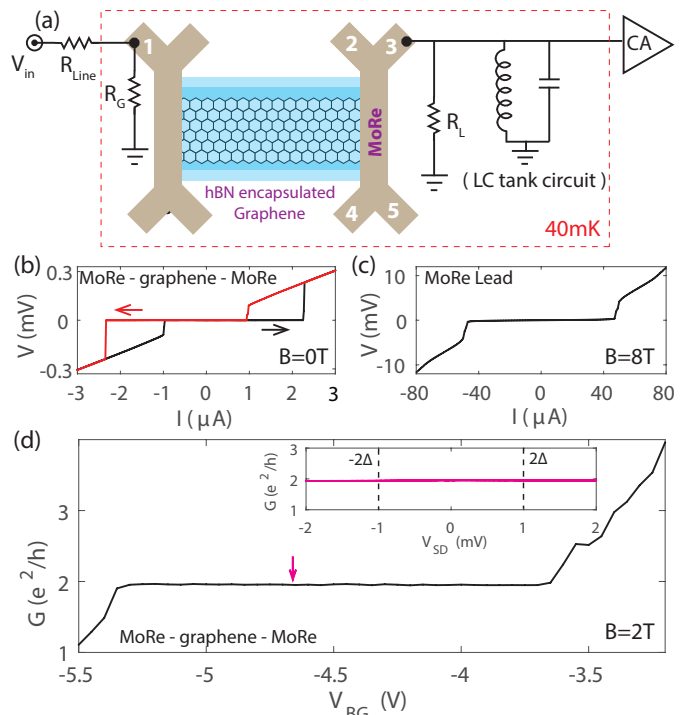 (a)
V_in
R_Line
R_G
1
2
3
4
5
MoRe
hBN encapsulated
Graphene
R_L
( LC tank circuit )
CA
40mK
(b)
MoRe - graphene - MoRe
V (mV)
0.3
0
-0.3
B=0T
-3 -2 -1 0 1 2 3
I ( μA)
(c)
MoRe Lead
V (mV)
10
0
-10
B=8T
-80 -40 0 40 80
I ( μA)
(d)
G (e²/h)
3
2
1
G (e²/h)
3
2
1
-2Δ
2Δ
-2 -1 0 1 2
V_SD (mV)
MoRe - graphene - MoRe
B=2T
-5.5 -5 -4.5 -4 -3.5
V_BG (V)